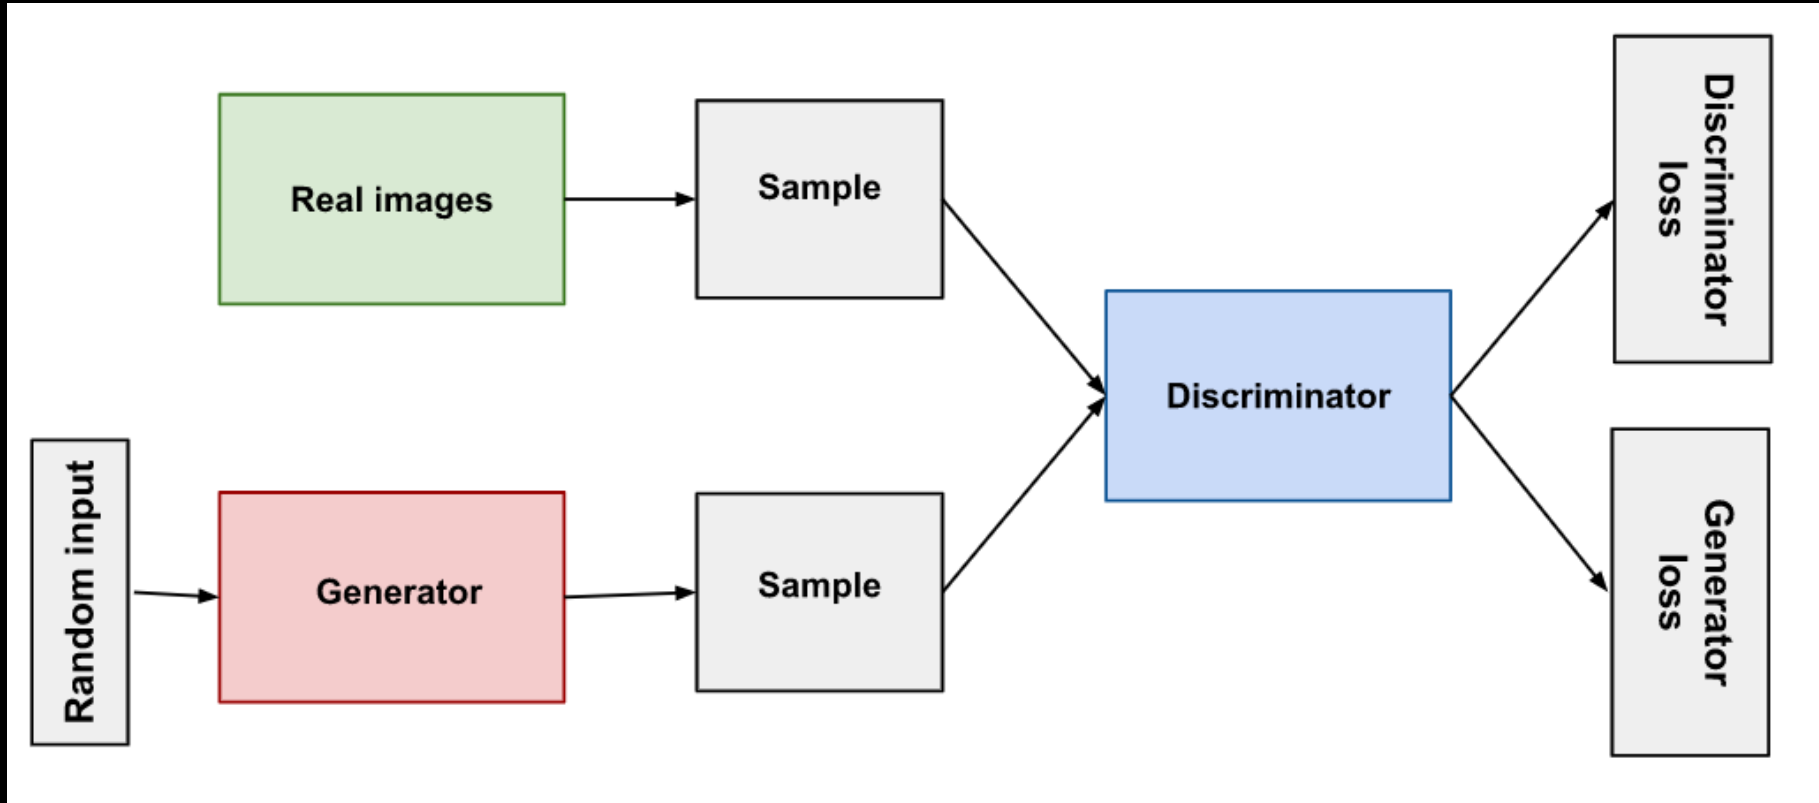 Real images
Sample
Discriminator
loss
Discriminator
Random input
Generator
Sample
Generator
loss